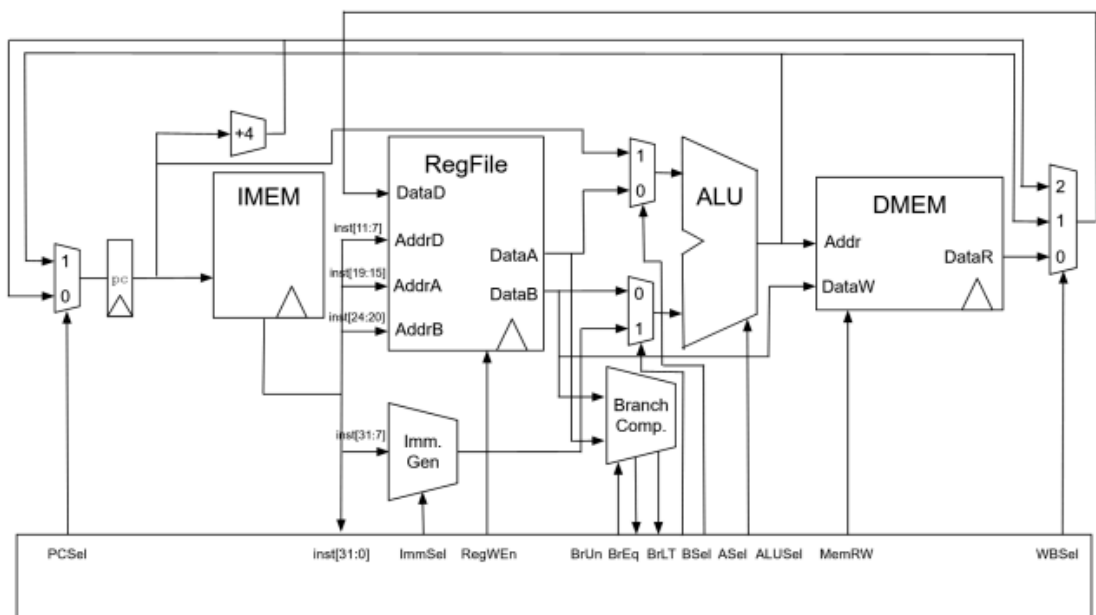 +4
RegFile
IMEM
ALU
DMEM
DataD
inst[11:7]
AddrD
inst[19:15]
AddrA
inst[24:20]
AddrB
DataA
DataB
1
0
pc
1
0
0
1
Addr
DataR
DataW
2
1
0
Branch
Comp.
inst[31:7]
Imm.
Gen
PCSel
inst[31:0]
ImmSel
RegWEn
BrUn
BrEq
BrLT
BSel
ASel
ALUSel
MemRW
WBSel